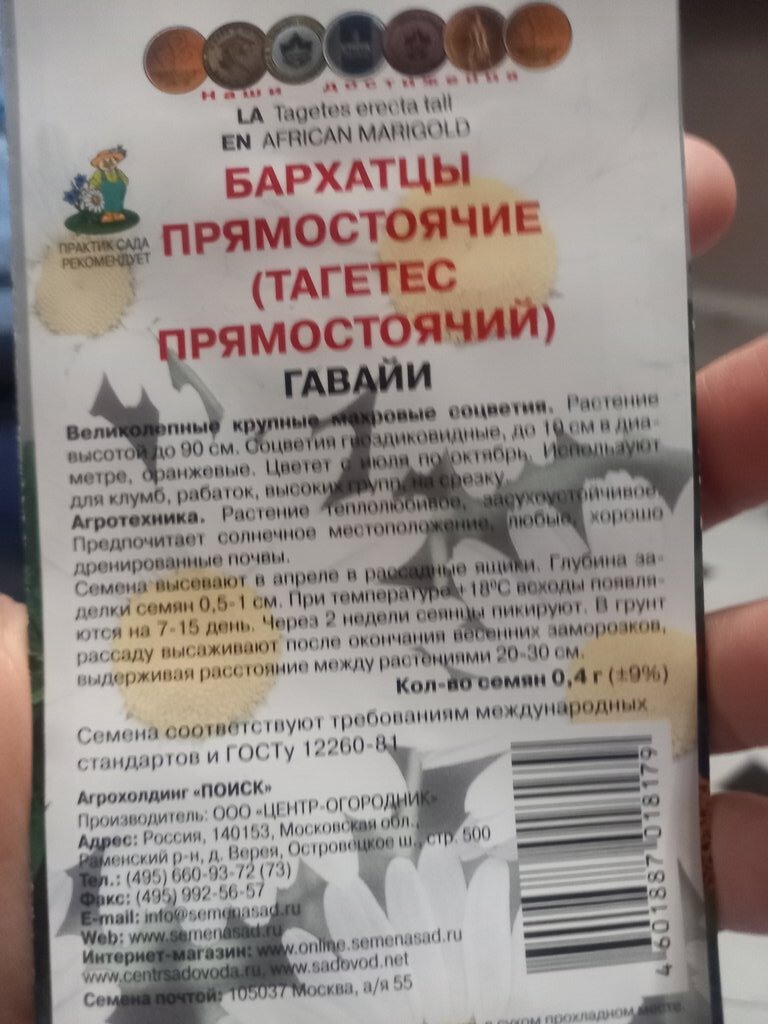 Наши достижения
LA Tagetes erecta tall
EN AFRICAN MARIGOLD
БАРХАТЦЫ
ПРЯМОСТОЯЧИЕ
(ТАГЕТЕС
ПРЯМОСТОЯЧИЙ)
ГАВАЙИ
ПРАКТИК САДА
РЕКОМЕНДУЕТ
Великолепные крупные махровые соцветия. Растение
высотой до 90 см. Соцветия гвоздиковидные, до 10 см в диа-
метре, оранжевые. Цветет с июля по октябрь. Используют
для клумб, рабаток, высоких групп, на срезку.
Агротехника. Растение теплолюбивое, засухоустойчивое.
Предпочитает солнечное местоположение, любые, хорошо
дренированные почвы.
Семена высевают в апреле в рассадные ящики. Глубина за-
делки семян 0,5-1 см. При температуре +18°С всходы появля-
ются на 7-15 день. Через 2 недели сеянцы пикируют. В грунт
рассаду высаживают после окончания весенних заморозков,
выдерживая расстояние между растениями 20-30 см.
Кол-во семян 0,4 г (±9%)
Семена соответствуют требованиям международных
стандартов и ГОСТу 12260-81
Агрохолдинг «ПОИСК»
Производитель: ООО «ЦЕНТР-ОГОРОДНИК»
Адрес: Россия, 140153, Московская обл.,
Раменский р-н, д. Верея, Островецкое ш., стр. 500
Тел.: (495) 660-93-72 (73)
Факс: (495) 992-56-57
E-mail: info@semenasad.ru
Web: www.semenasad.ru
Интернет-магазин: www.online.semenasad.ru
www.centrsadovoda.ru, www.sadovod.net
Семена почтой: 105037 Москва, а/я 55
4 601887 018179
в сухом прохладном месте.